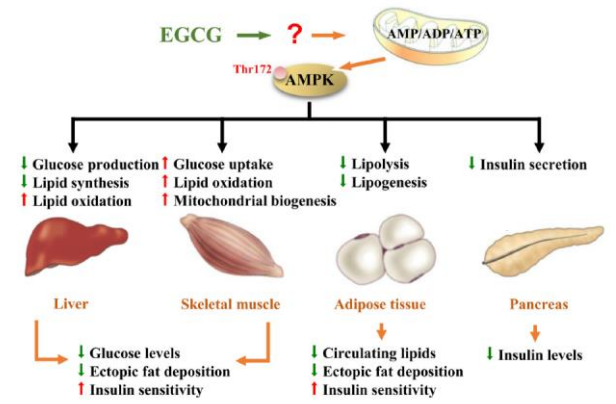 EGCG → ? → AMP/ADP/ATP
Thr172
AMPK
↓ Glucose production
↓ Lipid synthesis
↑ Lipid oxidation
↑ Glucose uptake
↑ Lipid oxidation
↑ Mitochondrial biogenesis
↓ Lipolysis
↓ Lipogenesis
↓ Insulin secretion
Liver
Skeletal muscle
Adipose tissue
Pancreas
↓ Glucose levels
↓ Ectopic fat deposition
↑ Insulin sensitivity
↓ Circulating lipids
↓ Ectopic fat deposition
↑ Insulin sensitivity
↓ Insulin levels